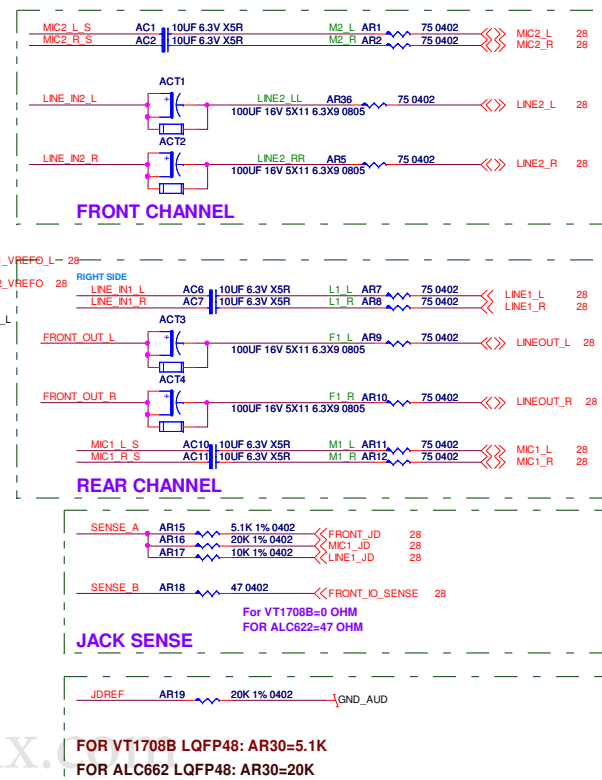 MIC2_L_S AC1 10UF 6.3V X5R M2_L AR1 75 0402 MIC2_L 28
MIC2_R_S AC2 10UF 6.3V X5R M2_R AR2 75 0402 MIC2_R 28
ACT1
LINE_IN2_L + LINE2_LL AR36 75 0402 LINE2_L 28
100UF 16V 5X11 6.3X9 0805
ACT2
LINE_IN2_R + LINE2_RR AR5 75 0402 LINE2_R 28
100UF 16V 5X11 6.3X9 0805
FRONT CHANNEL
1_VREFO_L 28
2_VREFO 28 RIGHT SIDE
LINE_IN1_L AC6 10UF 6.3V X5R L1_L AR7 75 0402 LINE1_L 28
LINE_IN1_R AC7 10UF 6.3V X5R L1_R AR8 75 0402 LINE1_R 28
_L
ACT3
FRONT_OUT_L + F1_L AR9 75 0402 LINEOUT_L 28
100UF 16V 5X11 6.3X9 0805
ACT4
FRONT_OUT_R + F1_R AR10 75 0402 LINEOUT_R 28
100UF 16V 5X11 6.3X9 0805
MIC1_L_S AC10 10UF 6.3V X5R M1_L AR11 75 0402 MIC1_L 28
MIC1_R_S AC11 10UF 6.3V X5R M1_R AR12 75 0402 MIC1_R 28
REAR CHANNEL
SENSE_A AR15 5.1K 1% 0402 FRONT_JD 28
AR16 20K 1% 0402 MIC1_JD 28
AR17 10K 1% 0402 LINE1_JD 28
SENSE_B AR18 47 0402 FRONT_IO_SENSE 28
For VT1708B=0 OHM
FOR ALC622=47 OHM
JACK SENSE
JDREF AR19 20K 1% 0402 GND_AUD
x.com
FOR VT1708B LQFP48: AR30=5.1K
FOR ALC662 LQFP48: AR30=20K